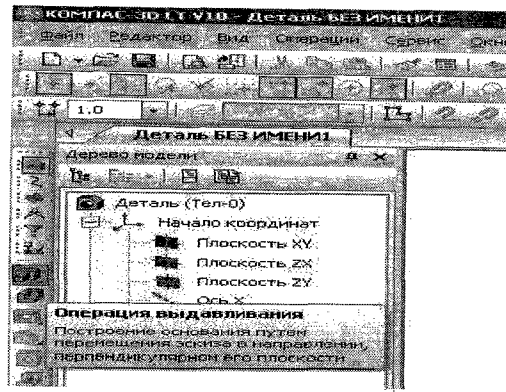 КОМПАС-3D LT V10 - Деталь БЕЗ ИМЕНИ1
Файл Редактор Вид Операции Сервис Окно
1.0
Деталь БЕЗ ИМЕНИ1
Дерево модели
Деталь (Тел-0)
Начало координат
Плоскость XY
Плоскость ZX
Плоскость ZY
Ось X
Операция выдавливания
Построение основания путем
перемещения эскиза в направлении,
перпендикулярном его плоскости